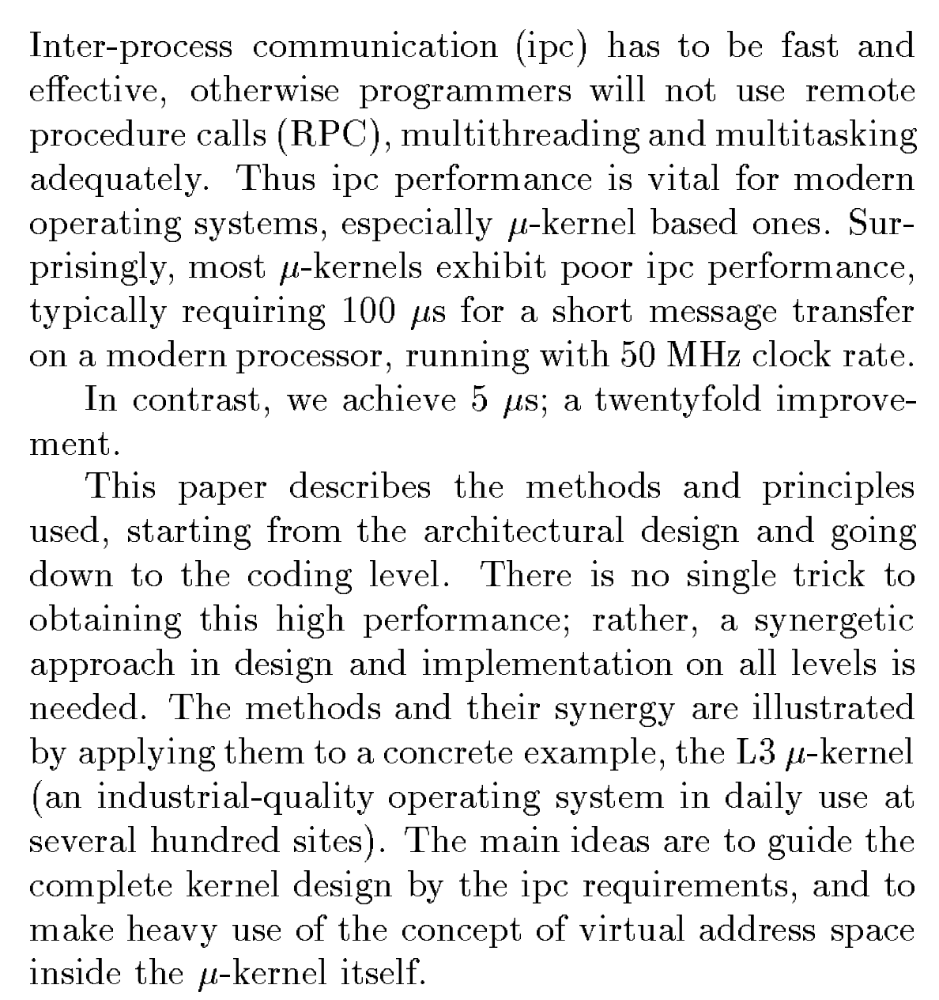 Inter-process communication (ipc) has to be fast and
effective, otherwise programmers will not use remote
procedure calls (RPC), multithreading and multitasking
adequately. Thus ipc performance is vital for modern
operating systems, especially μ-kernel based ones. Sur-
prisingly, most μ-kernels exhibit poor ipc performance,
typically requiring 100 μs for a short message transfer
on a modern processor, running with 50 MHz clock rate.
In contrast, we achieve 5 μs; a twentyfold improve-
ment.
This paper describes the methods and principles
used, starting from the architectural design and going
down to the coding level. There is no single trick to
obtaining this high performance; rather, a synergetic
approach in design and implementation on all levels is
needed. The methods and their synergy are illustrated
by applying them to a concrete example, the L3 μ-kernel
(an industrial-quality operating system in daily use at
several hundred sites). The main ideas are to guide the
complete kernel design by the ipc requirements, and to
make heavy use of the concept of virtual address space
inside the μ-kernel itself.